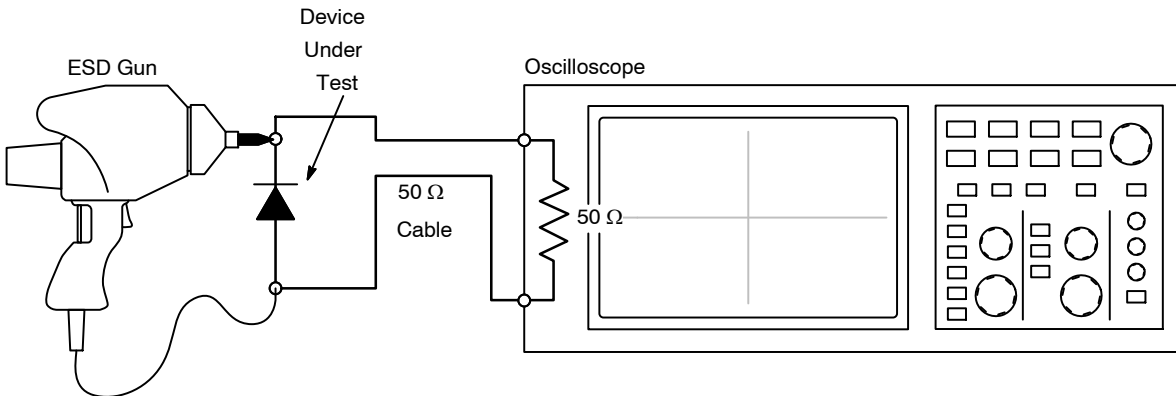 Device
Under
Test
ESD Gun
Oscilloscope
50 Ω
Cable
50 Ω